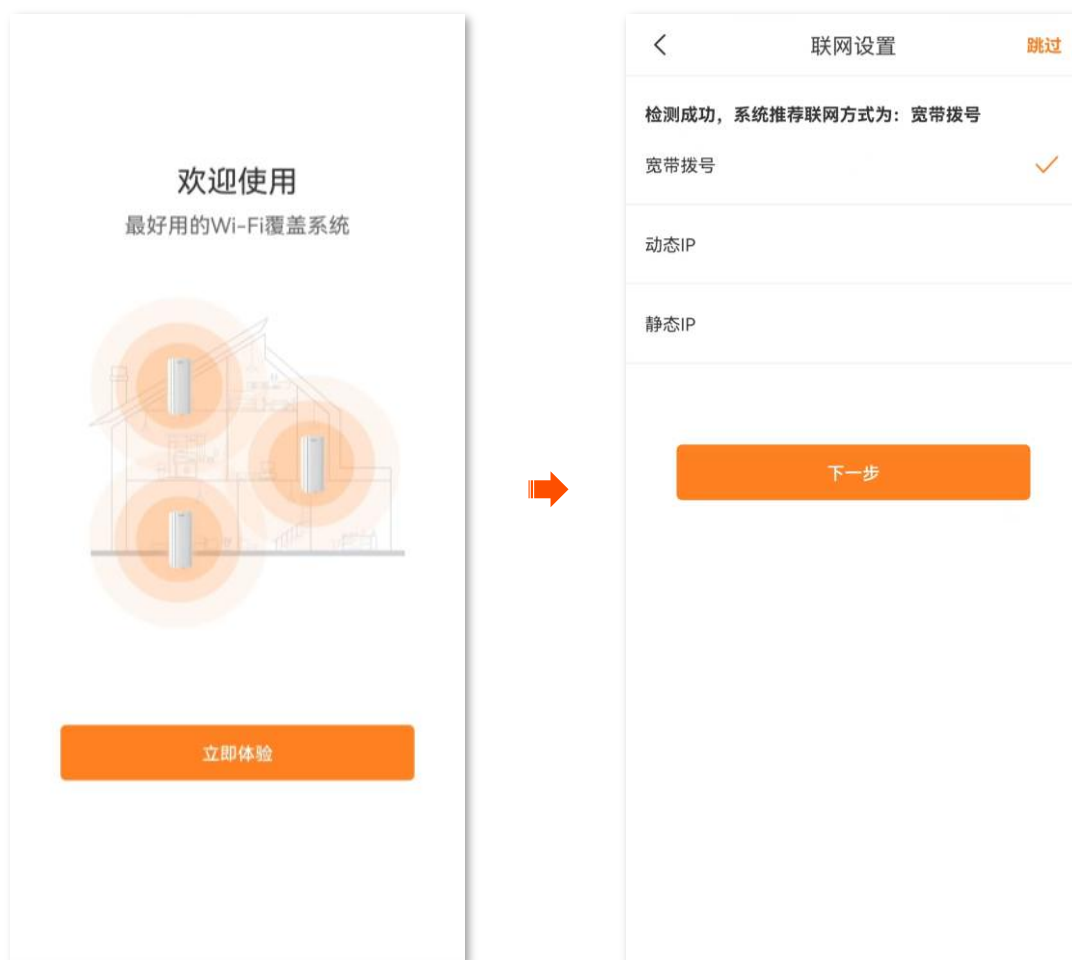 欢迎使用
最好用的Wi-Fi覆盖系统
立即体验
联网设置
跳过
检测成功，系统推荐联网方式为：宽带拨号
宽带拨号
动态IP
静态IP
下一步